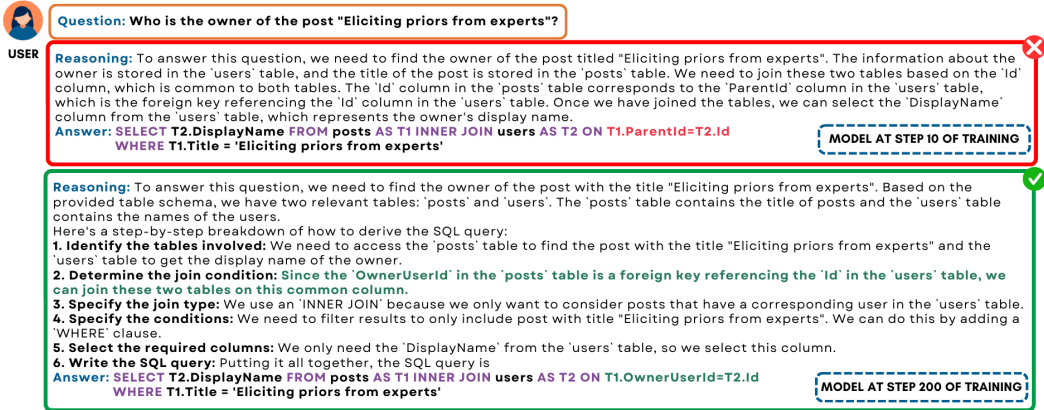 Question: Who is the owner of the post "Eliciting priors from experts"?
USER
Reasoning: To answer this question, we need to find the owner of the post titled "Eliciting priors from experts". The information about the
owner is stored in the `users` table, and the title of the post is stored in the `posts` table. We need to join these two tables based on the `Id`
column, which is common to both tables. The `Id` column in the `posts` table corresponds to the `ParentId` column in the `users` table,
which is the foreign key referencing the `Id` column in the `users` table. Once we have joined the tables, we can select the `DisplayName`
column from the `users` table, which represents the owner's display name.
Answer: SELECT T2.DisplayName FROM posts AS T1 INNER JOIN users AS T2 ON T1.ParentId=T2.Id
WHERE T1.Title = 'Eliciting priors from experts'
MODEL AT STEP 10 OF TRAINING
Reasoning: To answer this question, we need to find the owner of the post with the title "Eliciting priors from experts". Based on the
provided table schema, we have two relevant tables: `posts` and `users`. The `posts` table contains the title of posts and the `users` table
contains the names of the users.
Here's a step-by-step breakdown of how to derive the SQL query:
1. Identify the tables involved: We need to access the `posts` table to find the post with the title "Eliciting priors from experts" and the
`users` table to get the display name of the owner.
2. Determine the join condition: Since the `OwnerUserId` in the `posts` table is a foreign key referencing the `Id` in the `users` table, we
can join these two tables on this common column.
3. Specify the join type: We use an `INNER JOIN` because we only want to consider posts that have a corresponding user in the `users` table.
4. Specify the conditions: We need to filter results to only include post with title "Eliciting priors from experts". We can do this by adding a
`WHERE` clause.
5. Select the required columns: We only need the `DisplayName` from the `users` table, so we select this column.
6. Write the SQL query: Putting it all together, the SQL query is
Answer: SELECT T2.DisplayName FROM posts AS T1 INNER JOIN users AS T2 ON T1.OwnerUserId=T2.Id
WHERE T1.Title = 'Eliciting priors from experts'
MODEL AT STEP 200 OF TRAINING